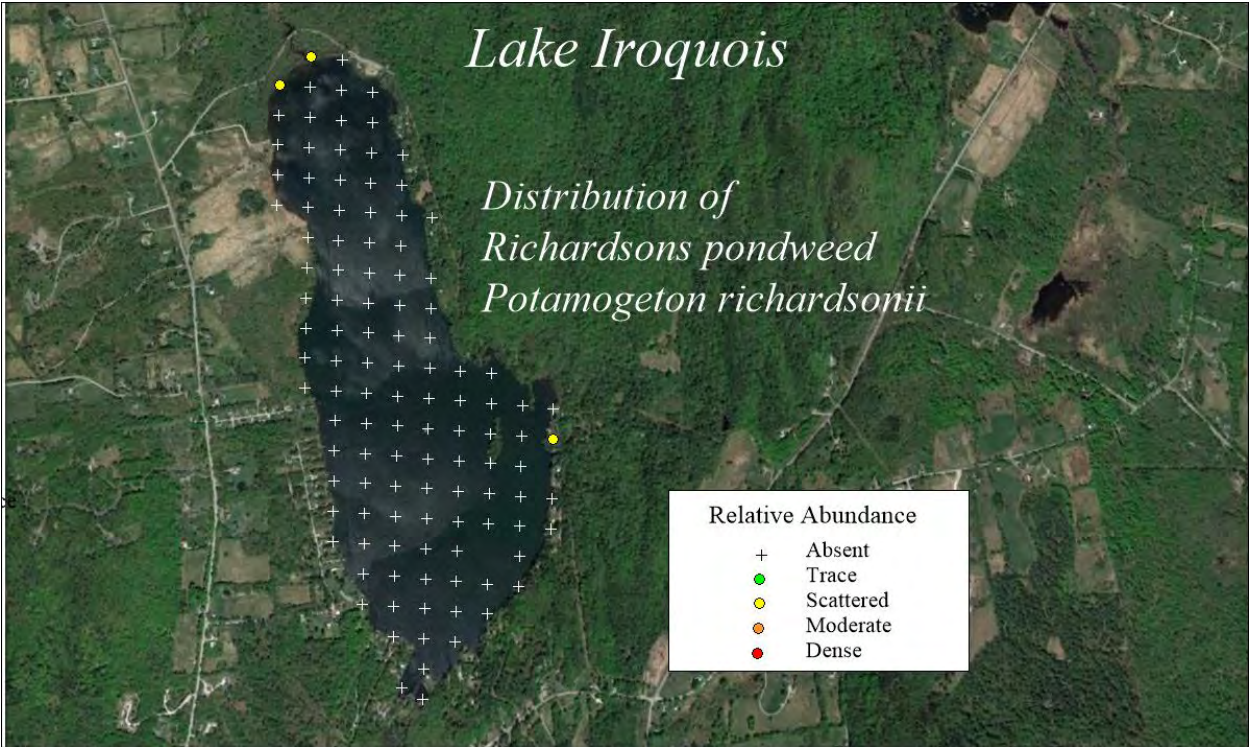 Lake Iroquois
Distribution of
Richardsons pondweed
Potamogeton richardsonii
Relative Abundance
Absent
Trace
Scattered
Moderate
Dense